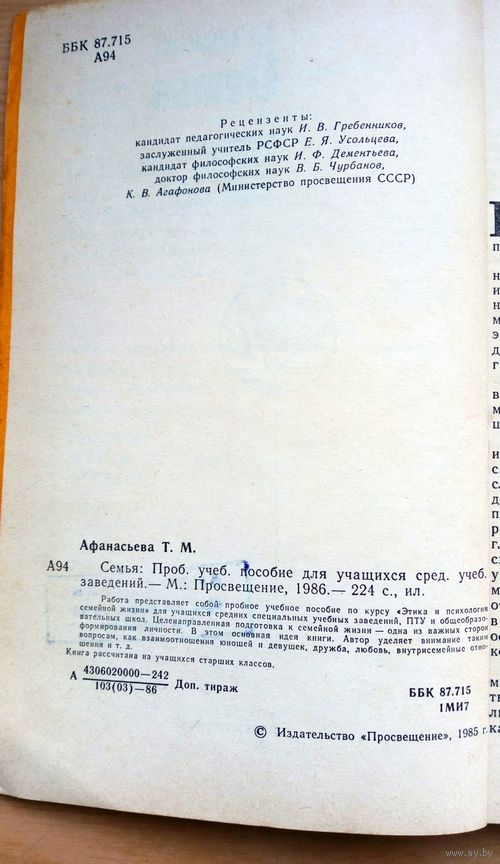 ББК 87.715
А94
Рецензенты:
кандидат педагогических наук И. В. Гребенников,
заслуженный учитель РСФСР Е. Я. Усольцева,
кандидат философских наук И. Ф. Дементьева,
доктор философских наук В. Б. Чурбанов,
К. В. Агафонова (Министерство просвещения СССР)
Афанасьева Т. М.
А94 Семья: Проб. учеб. пособие для учащихся сред. учеб.
заведений.— М.: Просвещение, 1986.— 224 с., ил.
Работа представляет собой пробное учебное пособие по курсу «Этика и психология
семейной жизни» для учащихся средних специальных учебных заведений, ПТУ и общеобразо-
вательных школ. Целенаправленная подготовка к семейной жизни — одна из важных сторон
формирования личности. В этом основная идея книги. Автор уделяет внимание таким
вопросам, как взаимоотношения юношей и девушек, дружба, любовь, внутрисемейные отно-
шения и т. д.
Книга рассчитана на учащихся старших классов.
А 4306020000—242
103(03)—86 Доп. тираж
ББК 87.715
1МИ7
© Издательство «Просвещение», 1985 г.
www.ay.by